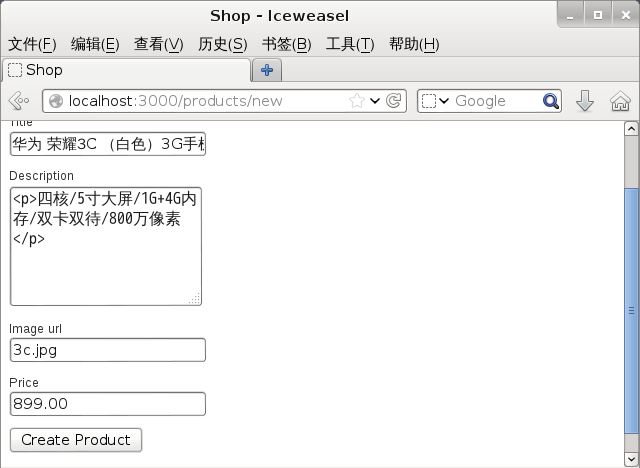 Shop - Iceweasel
文件(F) 编辑(E) 查看(V) 历史(S) 书签(B) 工具(T) 帮助(H)
Shop
localhost:3000/products/new Google
Title
华为 荣耀3C （白色）3G手机
Description
<p>四核/5寸大屏/1G+4G内
存/双卡双待/800万像素
</p>
Image url
3c.jpg
Price
899.00
Create Product